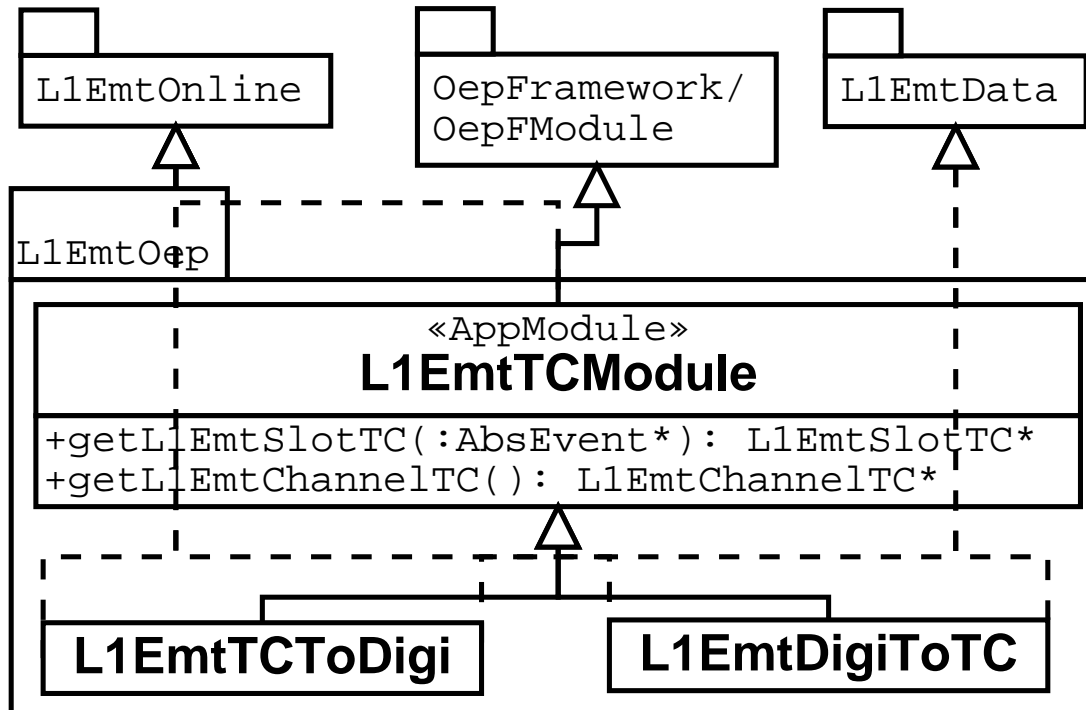 L1EmtOnline
OepFramework/
OepFModule
L1EmtData
L1EmtOep
«AppModule»
L1EmtTCModule
+getL1EmtSlotTC(:AbsEvent*): L1EmtSlotTC*
+getL1EmtChannelTC(): L1EmtChannelTC*
L1EmtTCToDigi
L1EmtDigiToTC